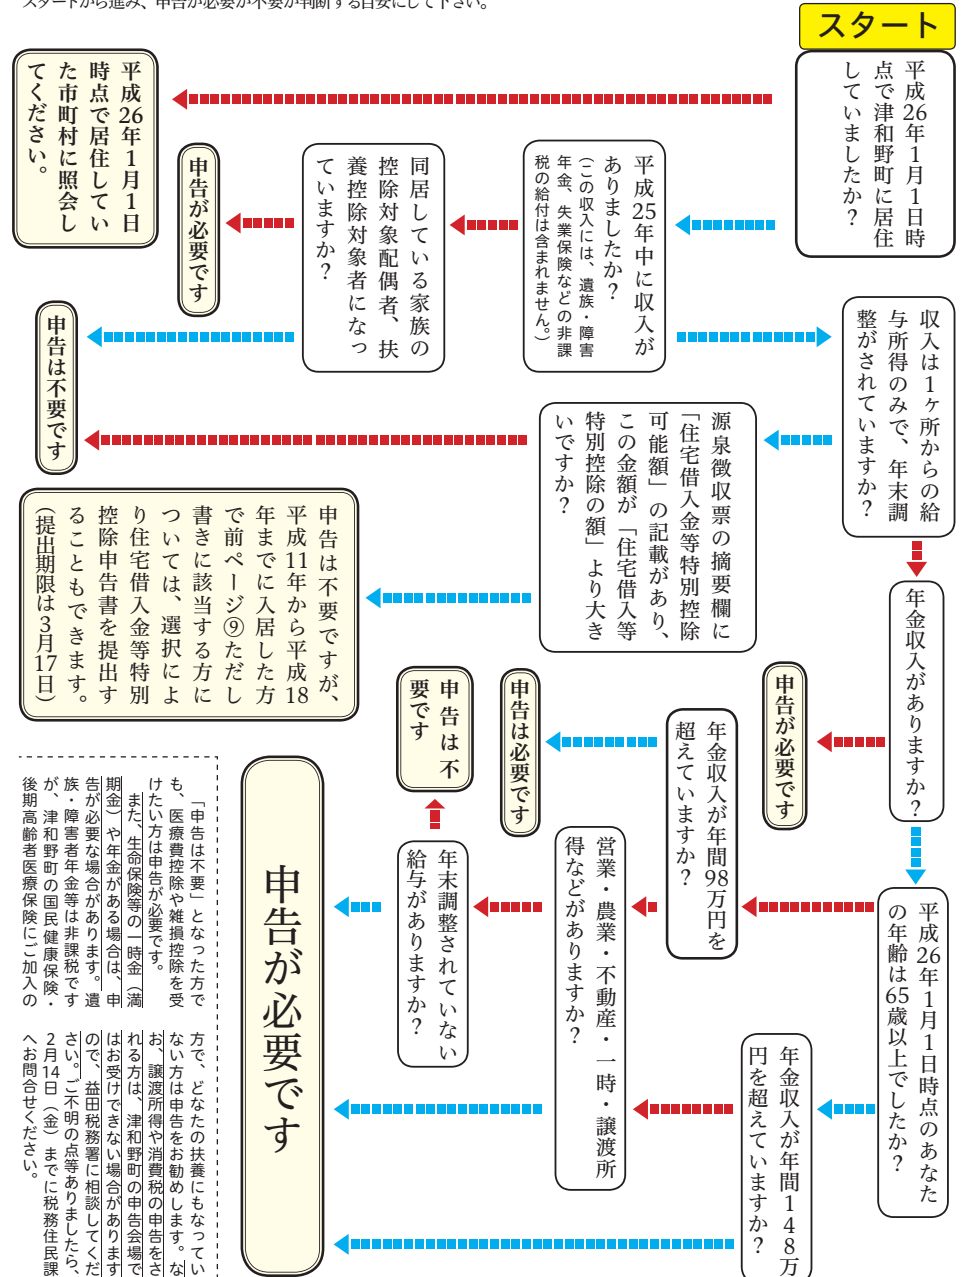 スタートから進み、申告が必要か不要か判断する目安にして下さい。
スタート
平成26年1月1日時
点で津和野町に居住
していましたか?
平成26年1月1日
時点で居住してい
た市町村に照会し
てください。
平成25年中に収入が
ありましたか?
(この収入には、遺族・障害
年金、失業保険などの非課
税の給付は含まれません。)
同居している家族の
控除対象配偶者、扶
養控除対象者になっ
ていますか?
申告が必要です
申告は不要です
収入は1ヶ所からの給
与所得のみで、年末調
整がされていますか?
源泉徴収票の摘要欄に
「住宅借入金等特別控除
可能額」の記載があり、
この金額が「住宅借入等
特別控除の額」より大き
いですか?
申告は不要ですが、
平成11年から平成18
年までに入居した方
で前ページ⑨ただし
書きに該当する方に
ついては、選択によ
り住宅借入金等特別
控除申告書を提出す
ることもできます。
(提出期限は3月17日)
年金収入がありますか?
申告が必要です
平成26年1月1日時点のあなた
の年齢は65歳以上でしたか?
年金収入が年間98万円を
超えていますか?
申告は必要です
年金収入が年間148万
円を超えていますか?
営業・農業・不動産・一時・譲渡所
得などがありますか?
年末調整されていない
給与がありますか?
申告は不
要です
申告が必要です
「申告は不要」となった方で
も、医療費控除や雑損控除を受
けたい方は申告が必要です。
また、生命保険等の一時金(満
期金)や年金がある場合は、申
告が必要な場合があります。遺
族・障害者年金等は非課税です
が、津和野町の国民健康保険・
後期高齢者医療保険にご加入の
方で、どなたの扶養にもなってい
ない方は申告をお勧めします。な
お、譲渡所得や消費税の申告をさ
れる方は、津和野町の申告会場で
はお受けできない場合があります
ので、益田税務署に相談してくだ
さい。ご不明の点等ありましたら、
2月14日(金)までに税務住民課
へお問合せください。